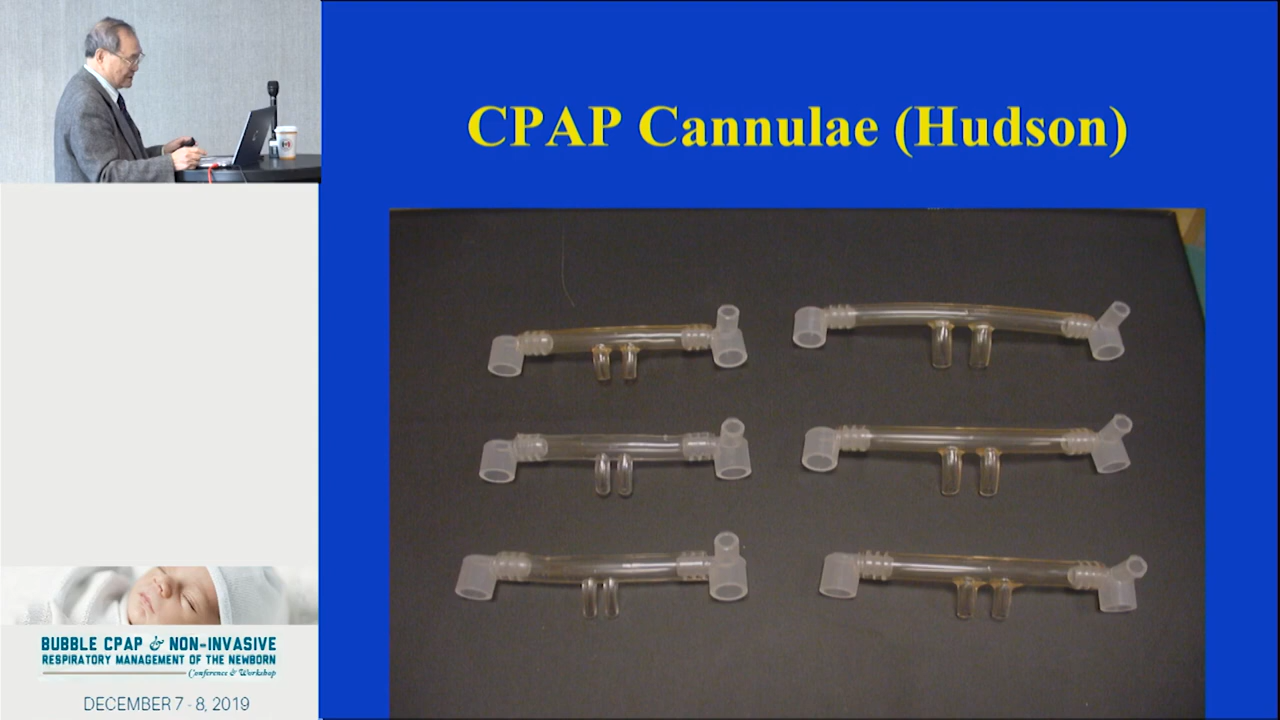 CPAP Cannulae (Hudson)
BUBBLE CPAP & NON-INVASIVE
RESPIRATORY MANAGEMENT OF THE NEWBORN
Conference & Workshop
DECEMBER 7 - 8, 2019